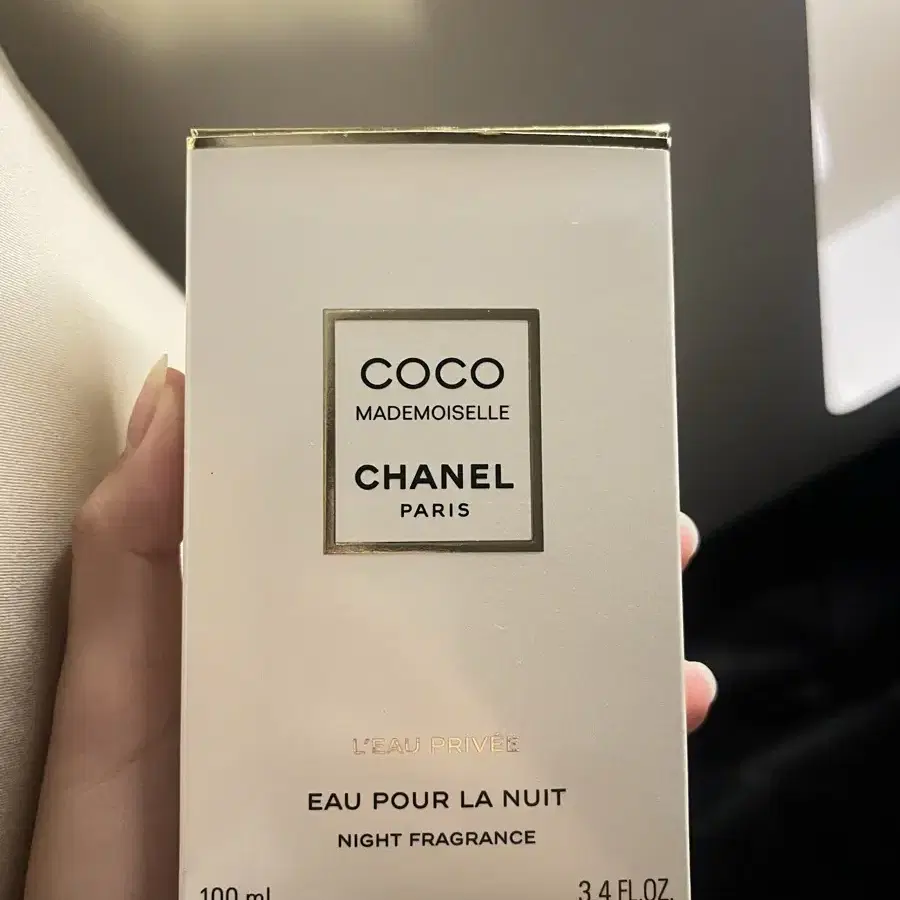 COCO
MADEMOISELLE
CHANEL
PARIS
L'EAU PRIVÉE
EAU POUR LA NUIT
NIGHT FRAGRANCE
100 ml 3.4 FL.OZ.